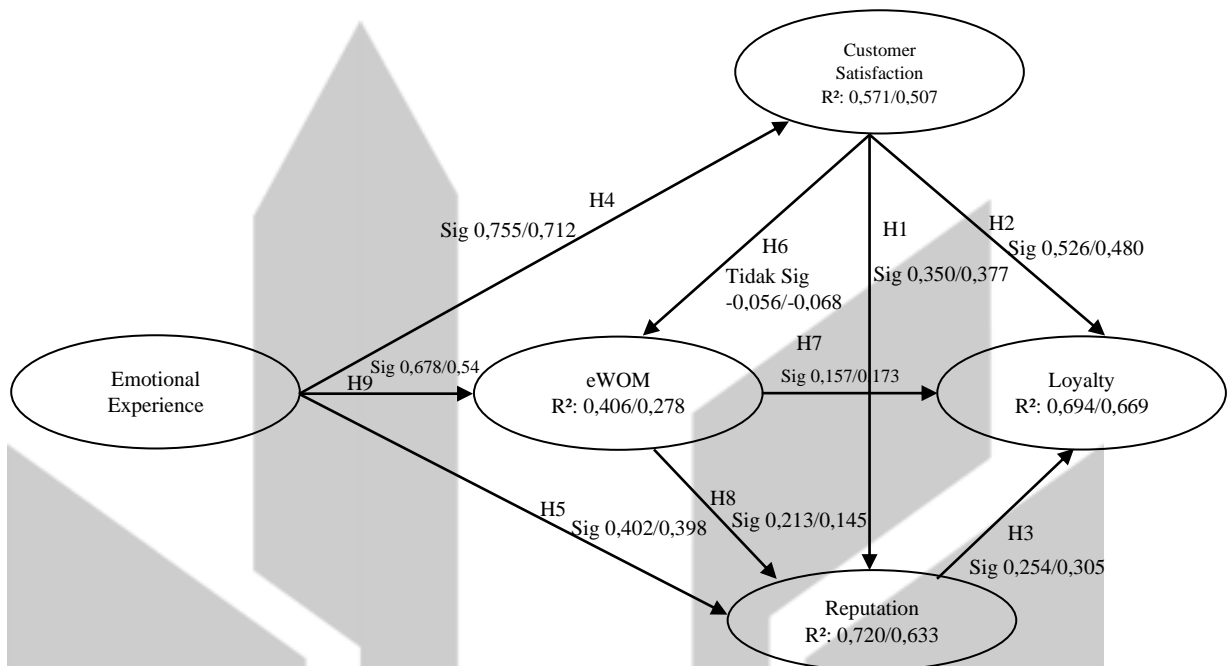 Customer
Satisfaction
R²: 0,571/0,507
H4
Sig 0,755/0,712
H6
Tidak Sig
-0,056/-0,068
H1
Sig 0,350/0,377
H2
Sig 0,526/0,480
Emotional
Experience
Sig 0,678/0,54
H9
eWOM
R²: 0,406/0,278
H7
Sig 0,157/0,173
Loyalty
R²: 0,694/0,669
H5
Sig 0,402/0,398
H8
Sig 0,213/0,145
H3
Sig 0,254/0,305
Reputation
R²: 0,720/0,633